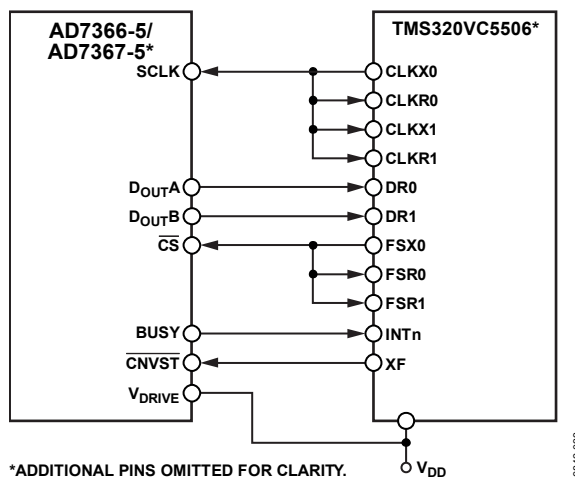 AD7366-5/
AD7367-5*
TMS320VC5506*
SCLK
CLKX0
CLKR0
CLKX1
CLKR1
DOUTA
DR0
DOUTB
DR1
CS
FSX0
FSR0
FSR1
BUSY
INTn
CNVST
XF
VDRIVE
VDD
*ADDITIONAL PINS OMITTED FOR CLARITY.